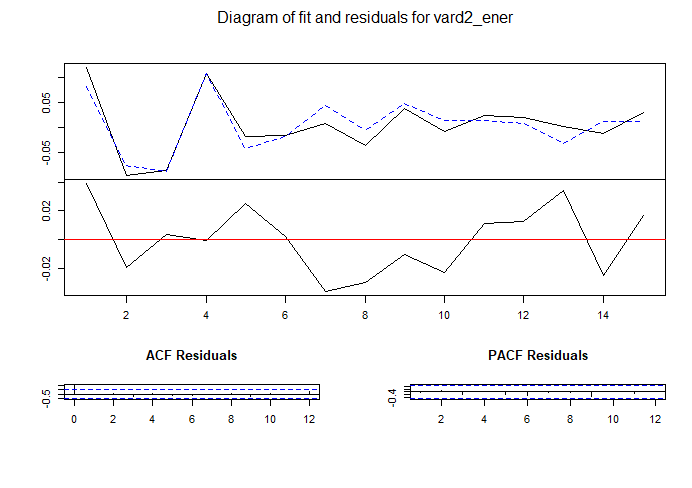 Diagram of fit and residuals for vard2_ener
0.05
-0.05
0.02
-0.02
2 4 6 8 10 12 14
ACF Residuals PACF Residuals
-0.5 -0.4
0 2 4 6 8 10 12 2 4 6 8 10 12